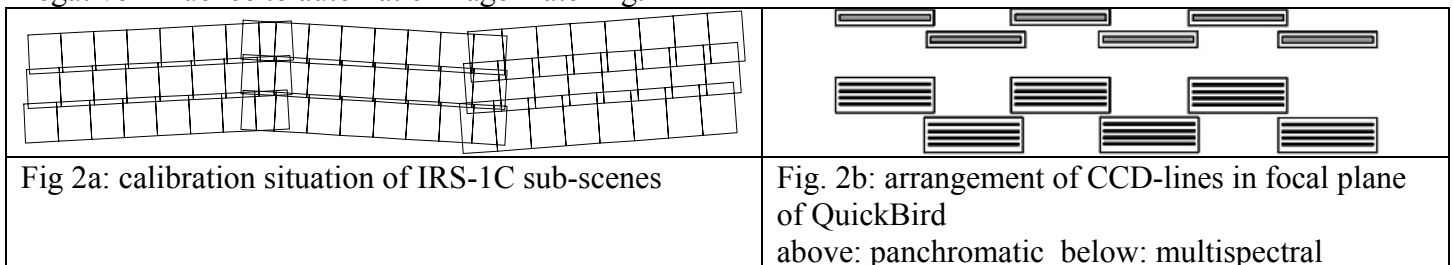 Fig 2a: calibration situation of IRS-1C sub-scenes
Fig. 2b: arrangement of CCD-lines in focal plane
of QuickBird
above: panchromatic below: multispectral